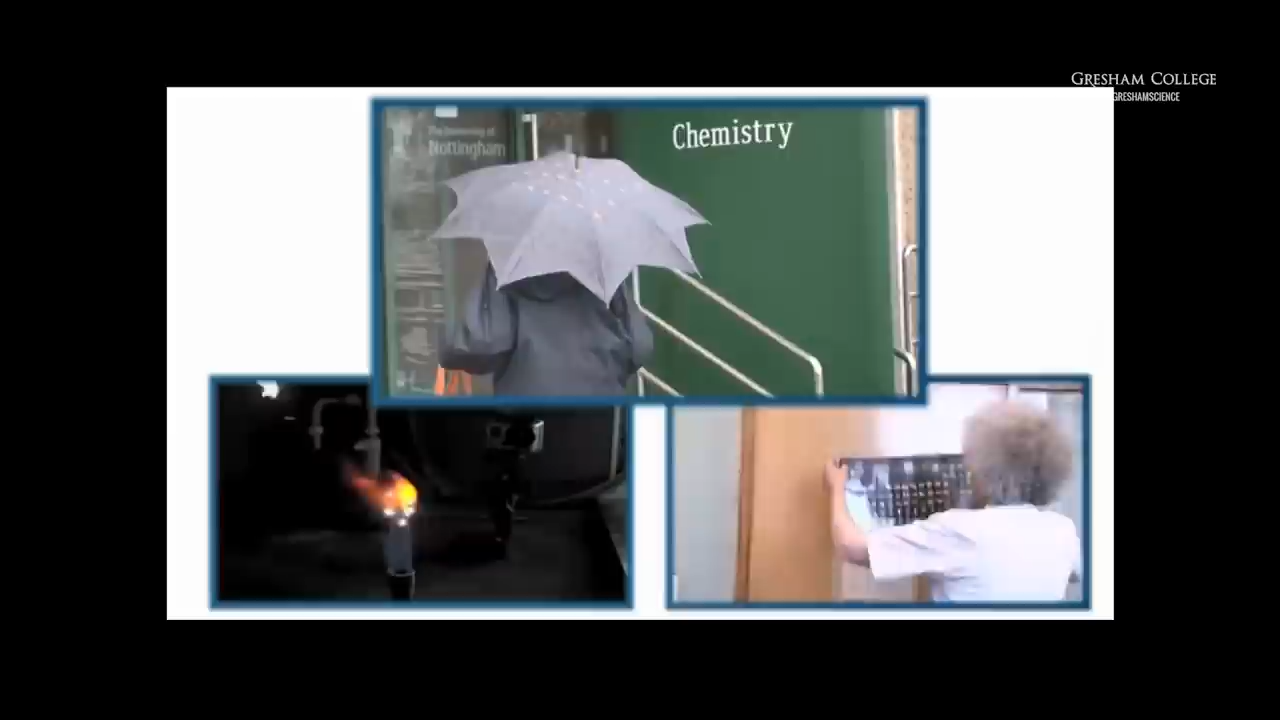 GRESHAM COLLEGE
GRESHAMSCIENCE
Chemistry
The University of
Nottingham